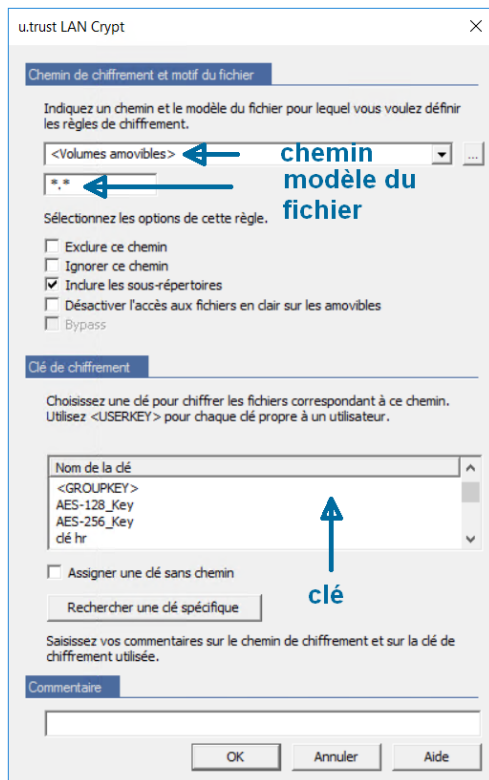 u.trust LAN Crypt
Chemin de chiffrement et motif du fichier
Indiquez un chemin et le modèle du fichier pour lequel vous voulez définir
les règles de chiffrement.
<Volumes amovibles>
chemin
...
*.*
modèle du
fichier
Sélectionnez les options de cette règle.
Exclure ce chemin
Ignorer ce chemin
Inclure les sous-répertoires
Désactiver l'accès aux fichiers en clair sur les amovibles
Bypass
Clé de chiffrement
Choisissez une clé pour chiffrer les fichiers correspondant à ce chemin.
Utilisez <USERKEY> pour chaque clé propre à un utilisateur.
Nom de la clé
<GROUPKEY>
AES-128_Key
AES-256_Key
clé hr
clé
Assigner une clé sans chemin
Rechercher une clé spécifique
Saisissez vos commentaires sur le chemin de chiffrement et sur la clé de
chiffrement utilisée.
Commentaire
OK Annuler Aide